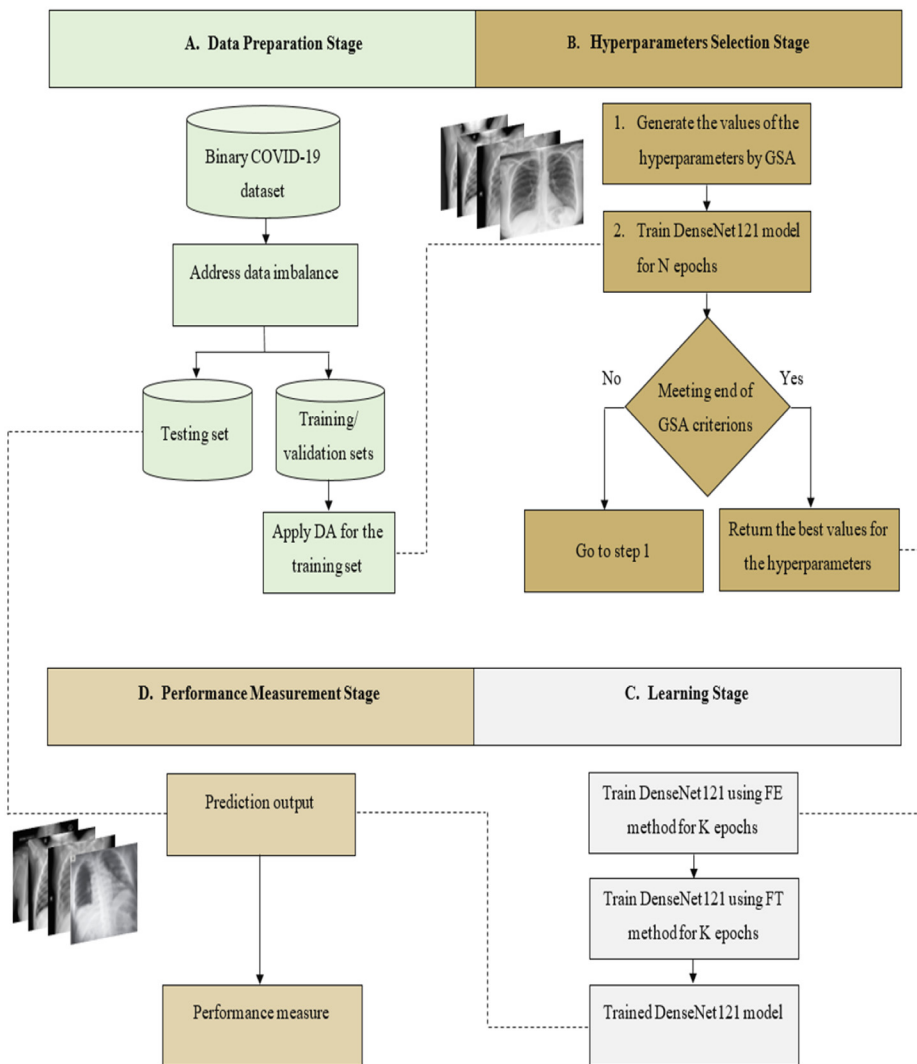 A. Data Preparation Stage
B. Hyperparameters Selection Stage
Binary COVID-19
dataset
Address data imbalance
Testing set
Training/
validation sets
Apply DA for the
training set
1. Generate the values of the
hyperparameters by GSA
2. Train DenseNet121 model
for N epochs
No
Yes
Meeting end of
GSA criterions
Go to step 1
Return the best values for
the hyperparameters
D. Performance Measurement Stage
C. Learning Stage
Prediction output
Performance measure
Train DenseNet121 using FE
method for K epochs
Train DenseNet121 using FT
method for K epochs
Trained DenseNet121 model